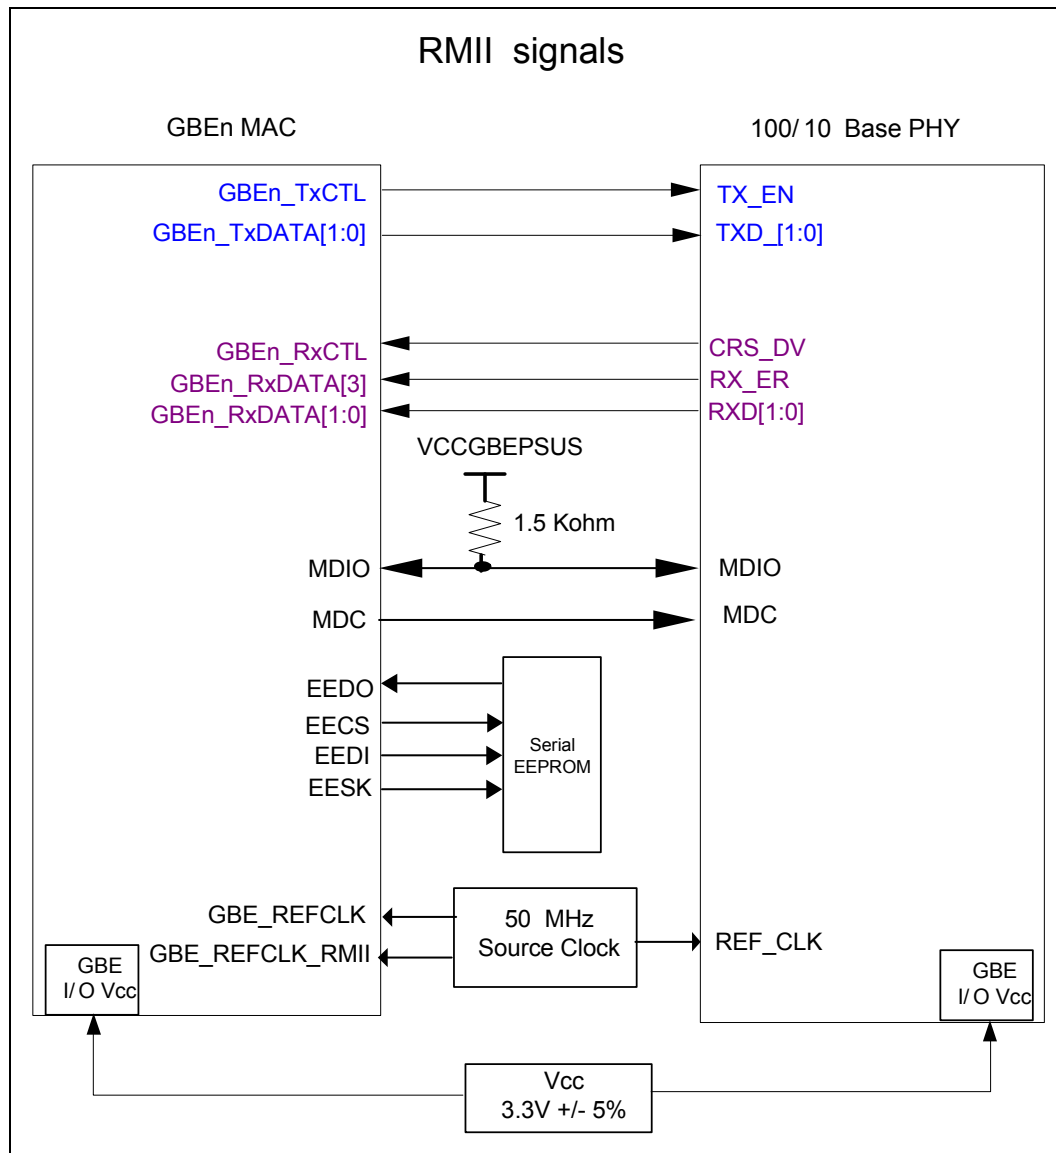 RMII signals
GBEn MAC
100/ 10 Base PHY
GBEn_TxCTL
TX_EN
GBEn_TxDATA[1:0]
TXD_[1:0]
GBEn_RxCTL
CRS_DV
GBEn_RxDATA[3]
RX_ER
GBEn_RxDATA[1:0]
RXD[1:0]
VCCGBEPSUS
1.5 Kohm
MDIO
MDIO
MDC
MDC
EEDO
EECS
EEDI
EESK
Serial
EEPROM
GBE_REFCLK
GBE_REFCLK_RMII
50 MHz
Source Clock
REF_CLK
GBE
I/ O Vcc
GBE
I/ O Vcc
Vcc
3.3V +/- 5%